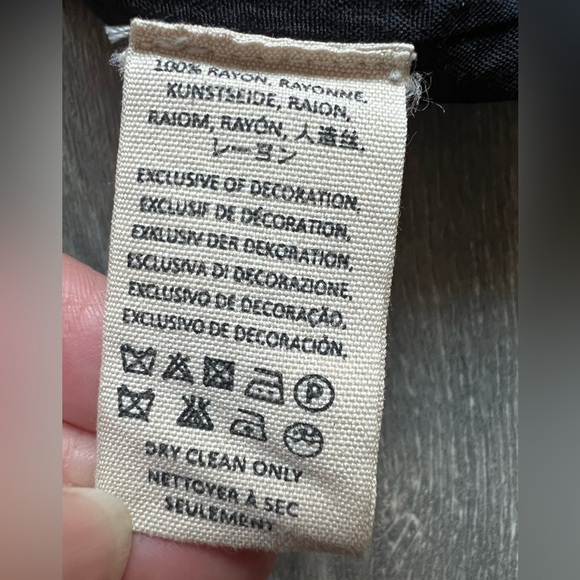 100% RAYON, RAYONNE,
KUNSTSEIDE, RAION,
RAIOM, RAYÓN, 人造丝,
レーヨン
EXCLUSIVE OF DECORATION,
EXCLUSIF DE DÉCORATION,
EXKLUSIV DER DEKORATION,
ESCLUSIVA DI DECORAZIONE,
EXCLUSIVO DE DECORAÇÃO,
EXCLUSIVO DE DECORACIÓN.
P
DRY CLEAN ONLY
NETTOYER À SEC
SEULEMENT